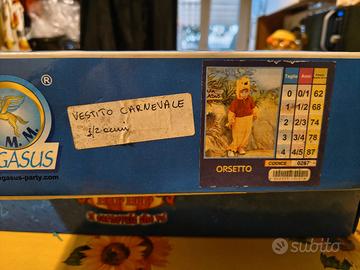 ®
M. M.
GASUS
gasus-party.com
VESTITO CARNEVALE
1/2 anni
ORSETTO
Taglia Anni
0 0/1 62
1 1/2 68
2 2/3 74
3 3/4 78
4 4/5 87
CODICE 0267
subito